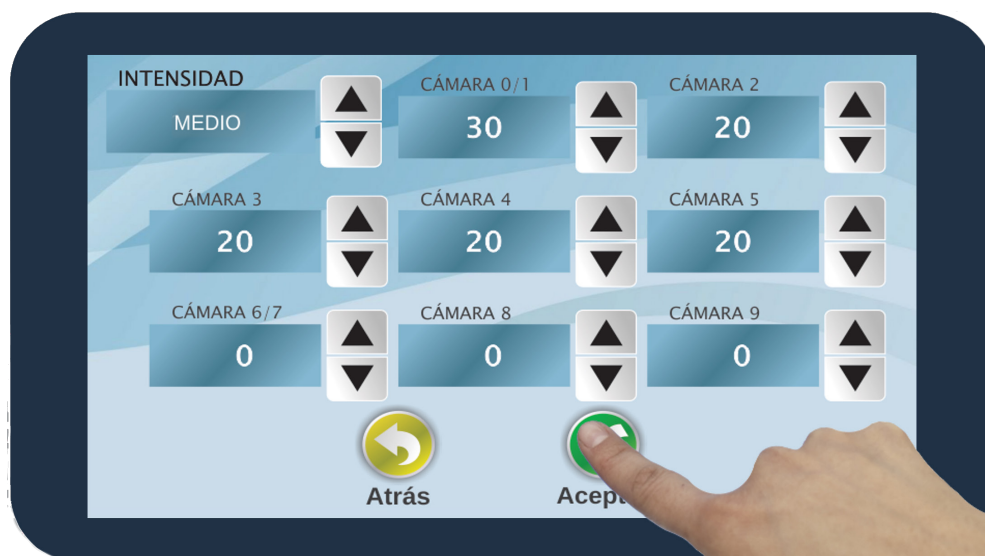 INTENSIDAD
MEDIO
CÁMARA 0/1
30
CÁMARA 2
20
CÁMARA 3
20
CÁMARA 4
20
CÁMARA 5
20
CÁMARA 6/7
0
CÁMARA 8
0
CÁMARA 9
0
Atrás